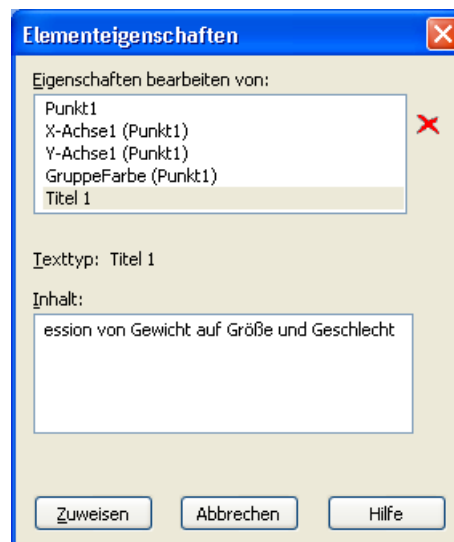 Elementeigenschaften
Eigenschaften bearbeiten von:
Punkt1
X-Achse1 (Punkt1)
Y-Achse1 (Punkt1)
GruppeFarbe (Punkt1)
Titel 1
Texttyp: Titel 1
Inhalt:
ession von Gewicht auf Größe und Geschlecht
Zuweisen Abbrechen Hilfe